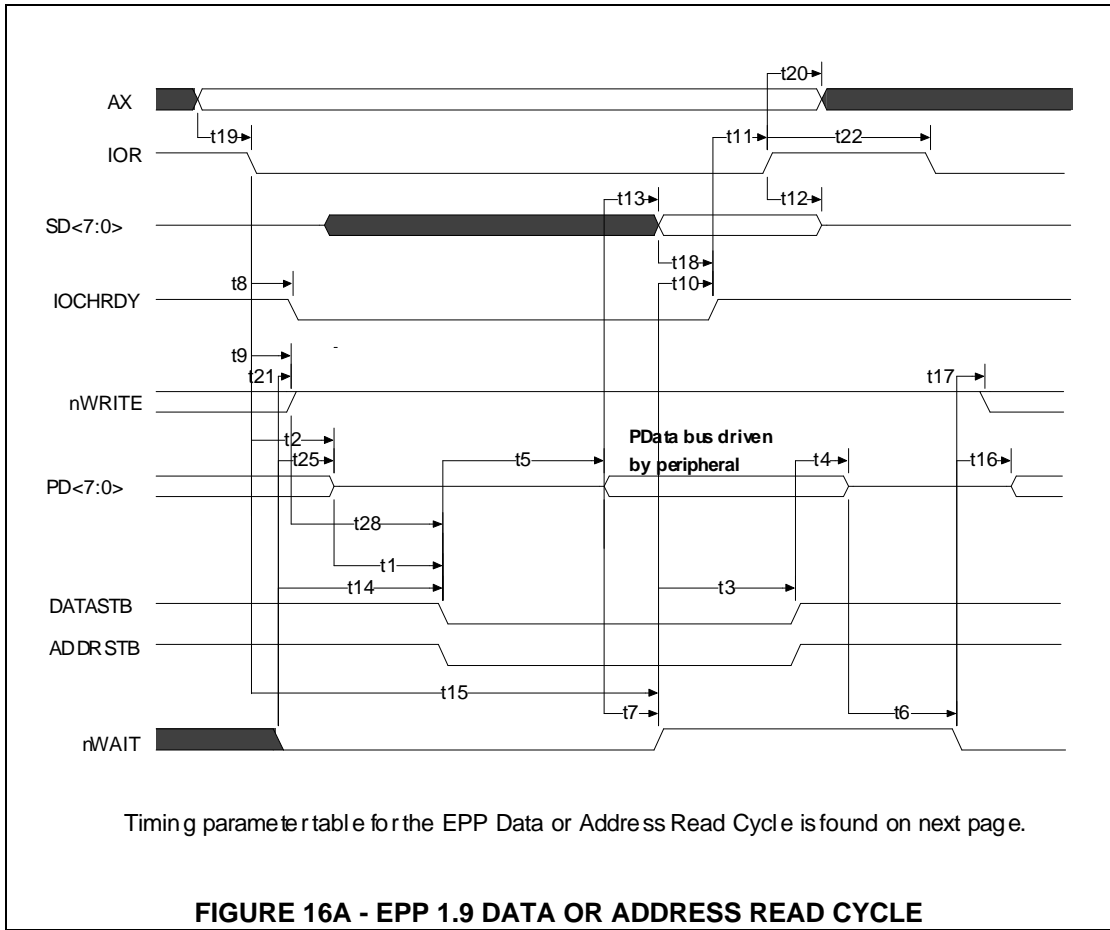 t20
AX
t19
t11
t22
IOR
t13
t12
SD<7:0>
t18
t8
t10
IOCHRDY
t9
t21
t17
nWRITE
t2
PData bus driven
t25
t5
by peripheral
t4
t16
PD<7:0>
t28
t1
t14
t3
DATASTB
ADDRSTB
t15
t7
t6
nWAIT
Timing parameter table for the EPP Data or Address Read Cycle is found on next page.
FIGURE 16A - EPP 1.9 DATA OR ADDRESS READ CYCLE